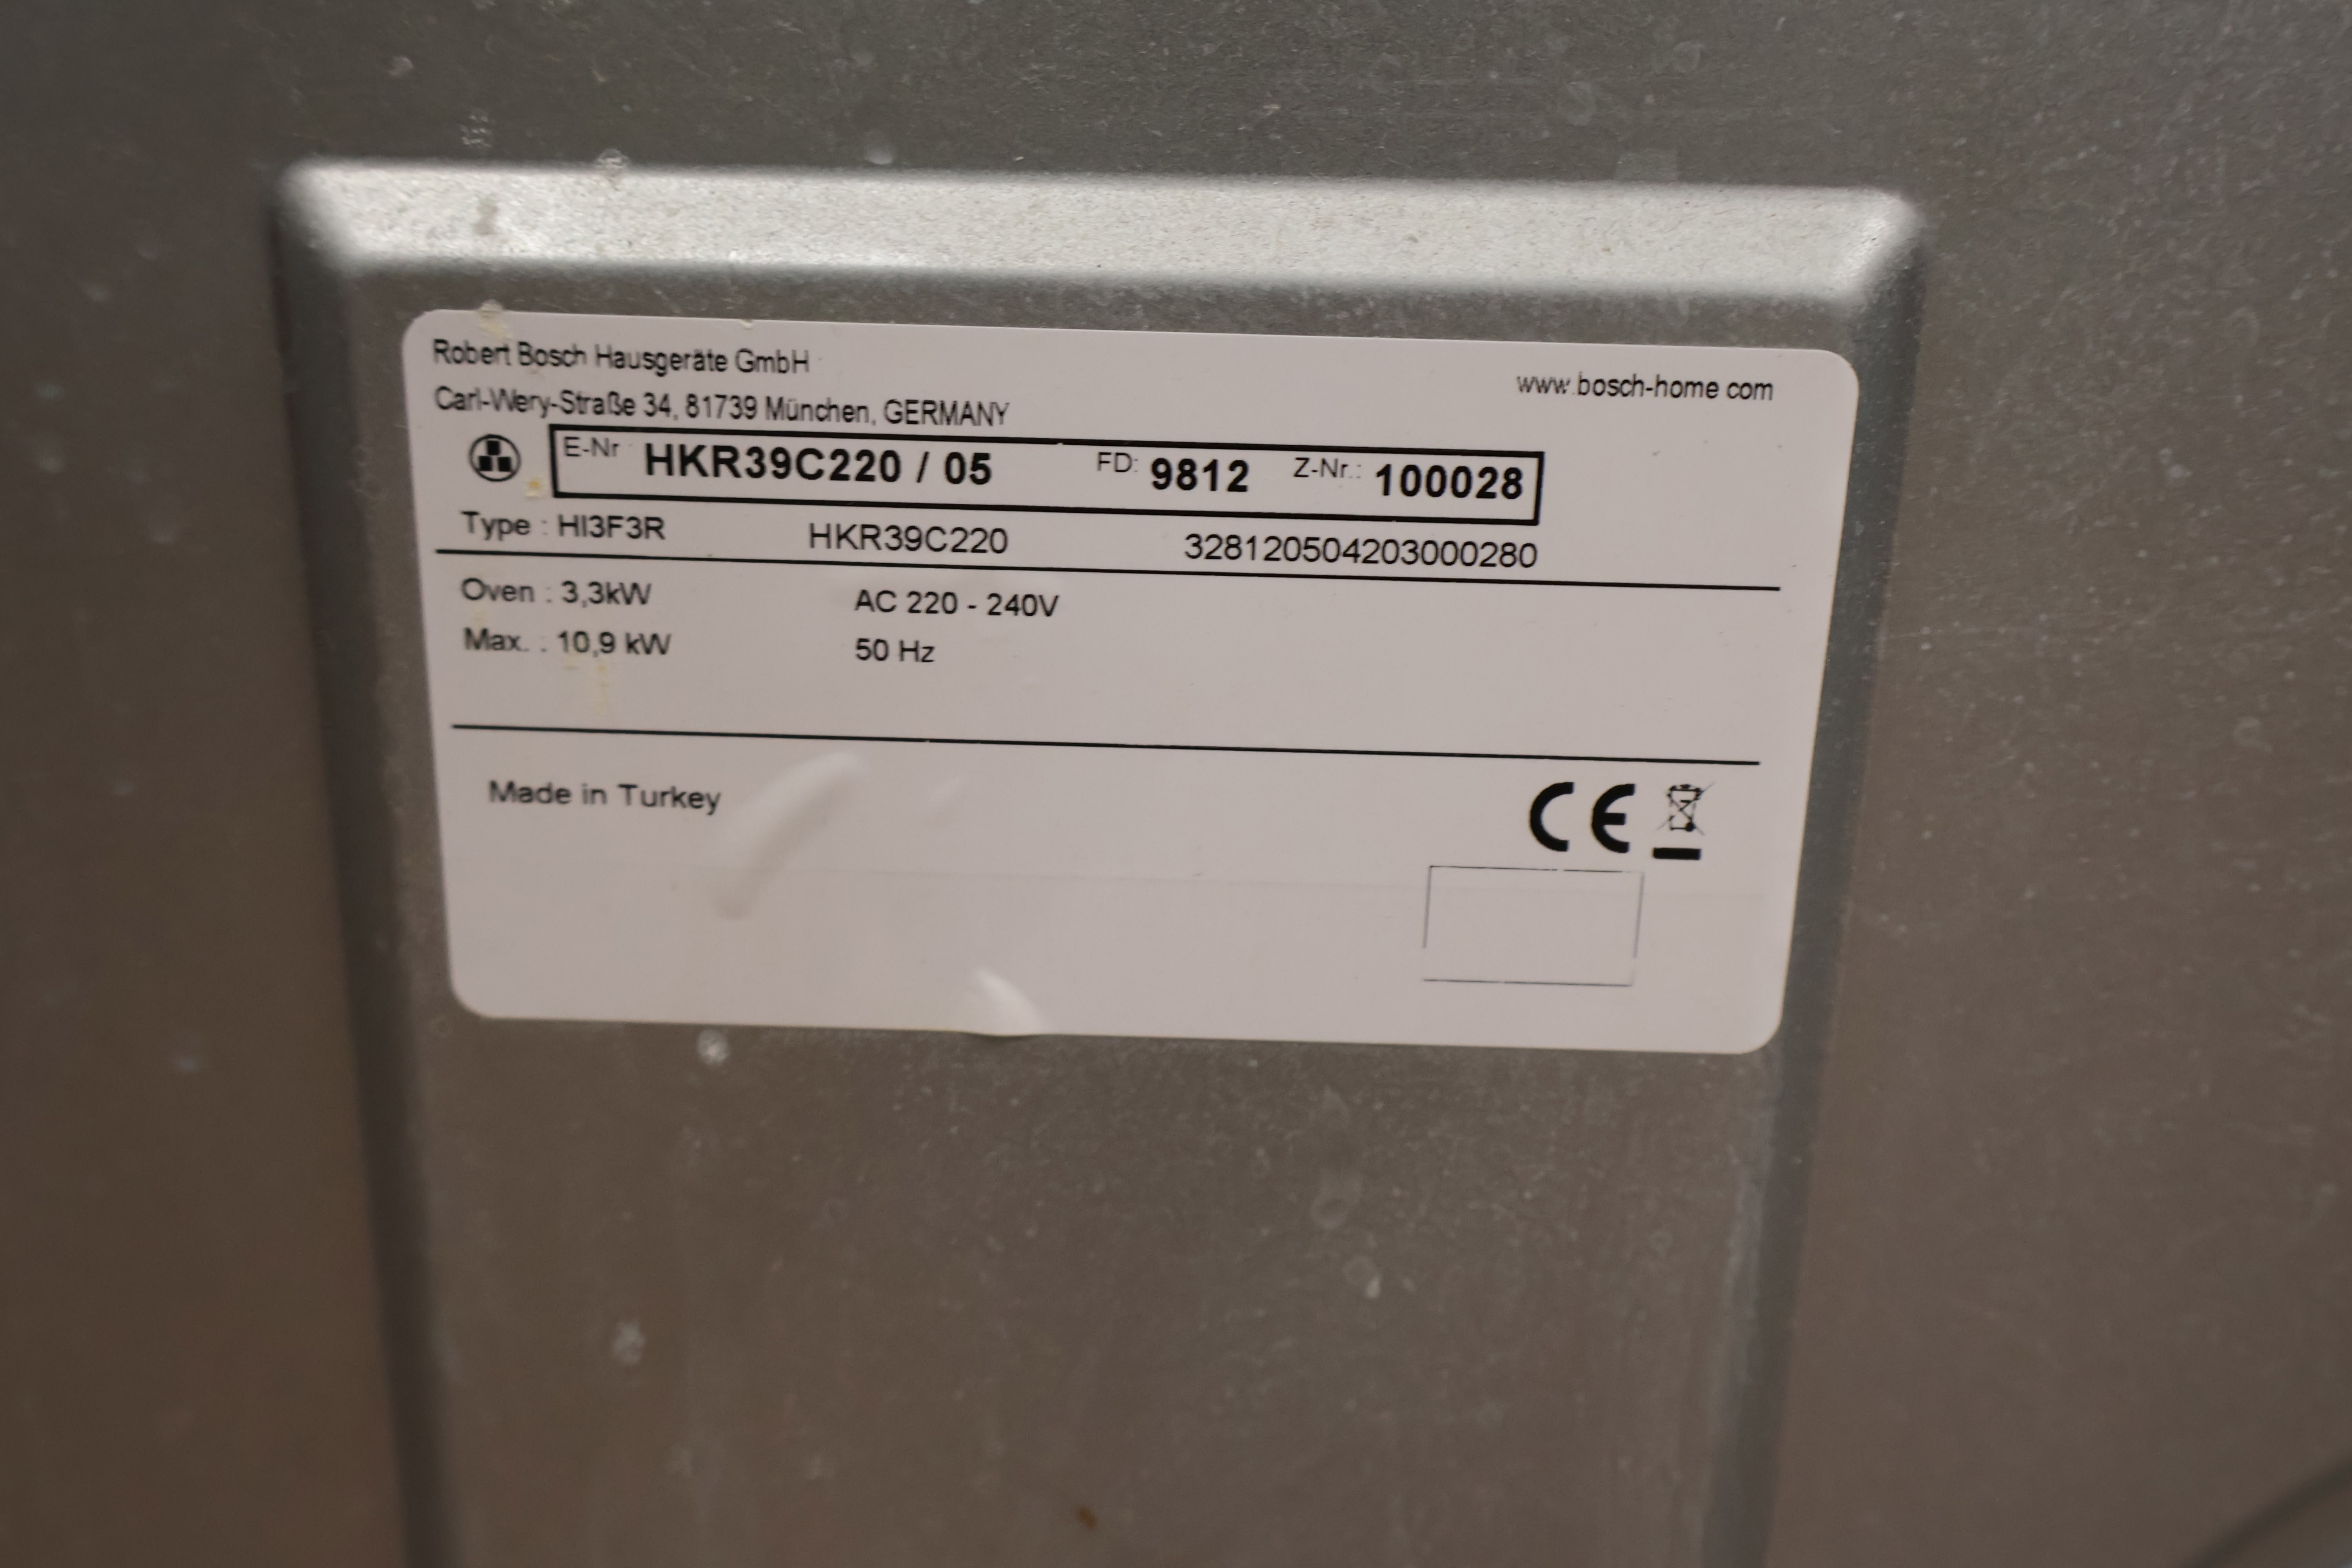 Robert Bosch Hausgeräte GmbH
www.bosch-home.com
Carl-Wery-Straße 34, 81739 München, GERMANY
E-Nr HKR39C220 / 05 FD: 9812 Z-Nr.: 100028
Type : HI3F3R HKR39C220 328120504203000280
Oven : 3,3kW AC 220 - 240V
Max. : 10,9 kW 50 Hz
Made in Turkey
CE